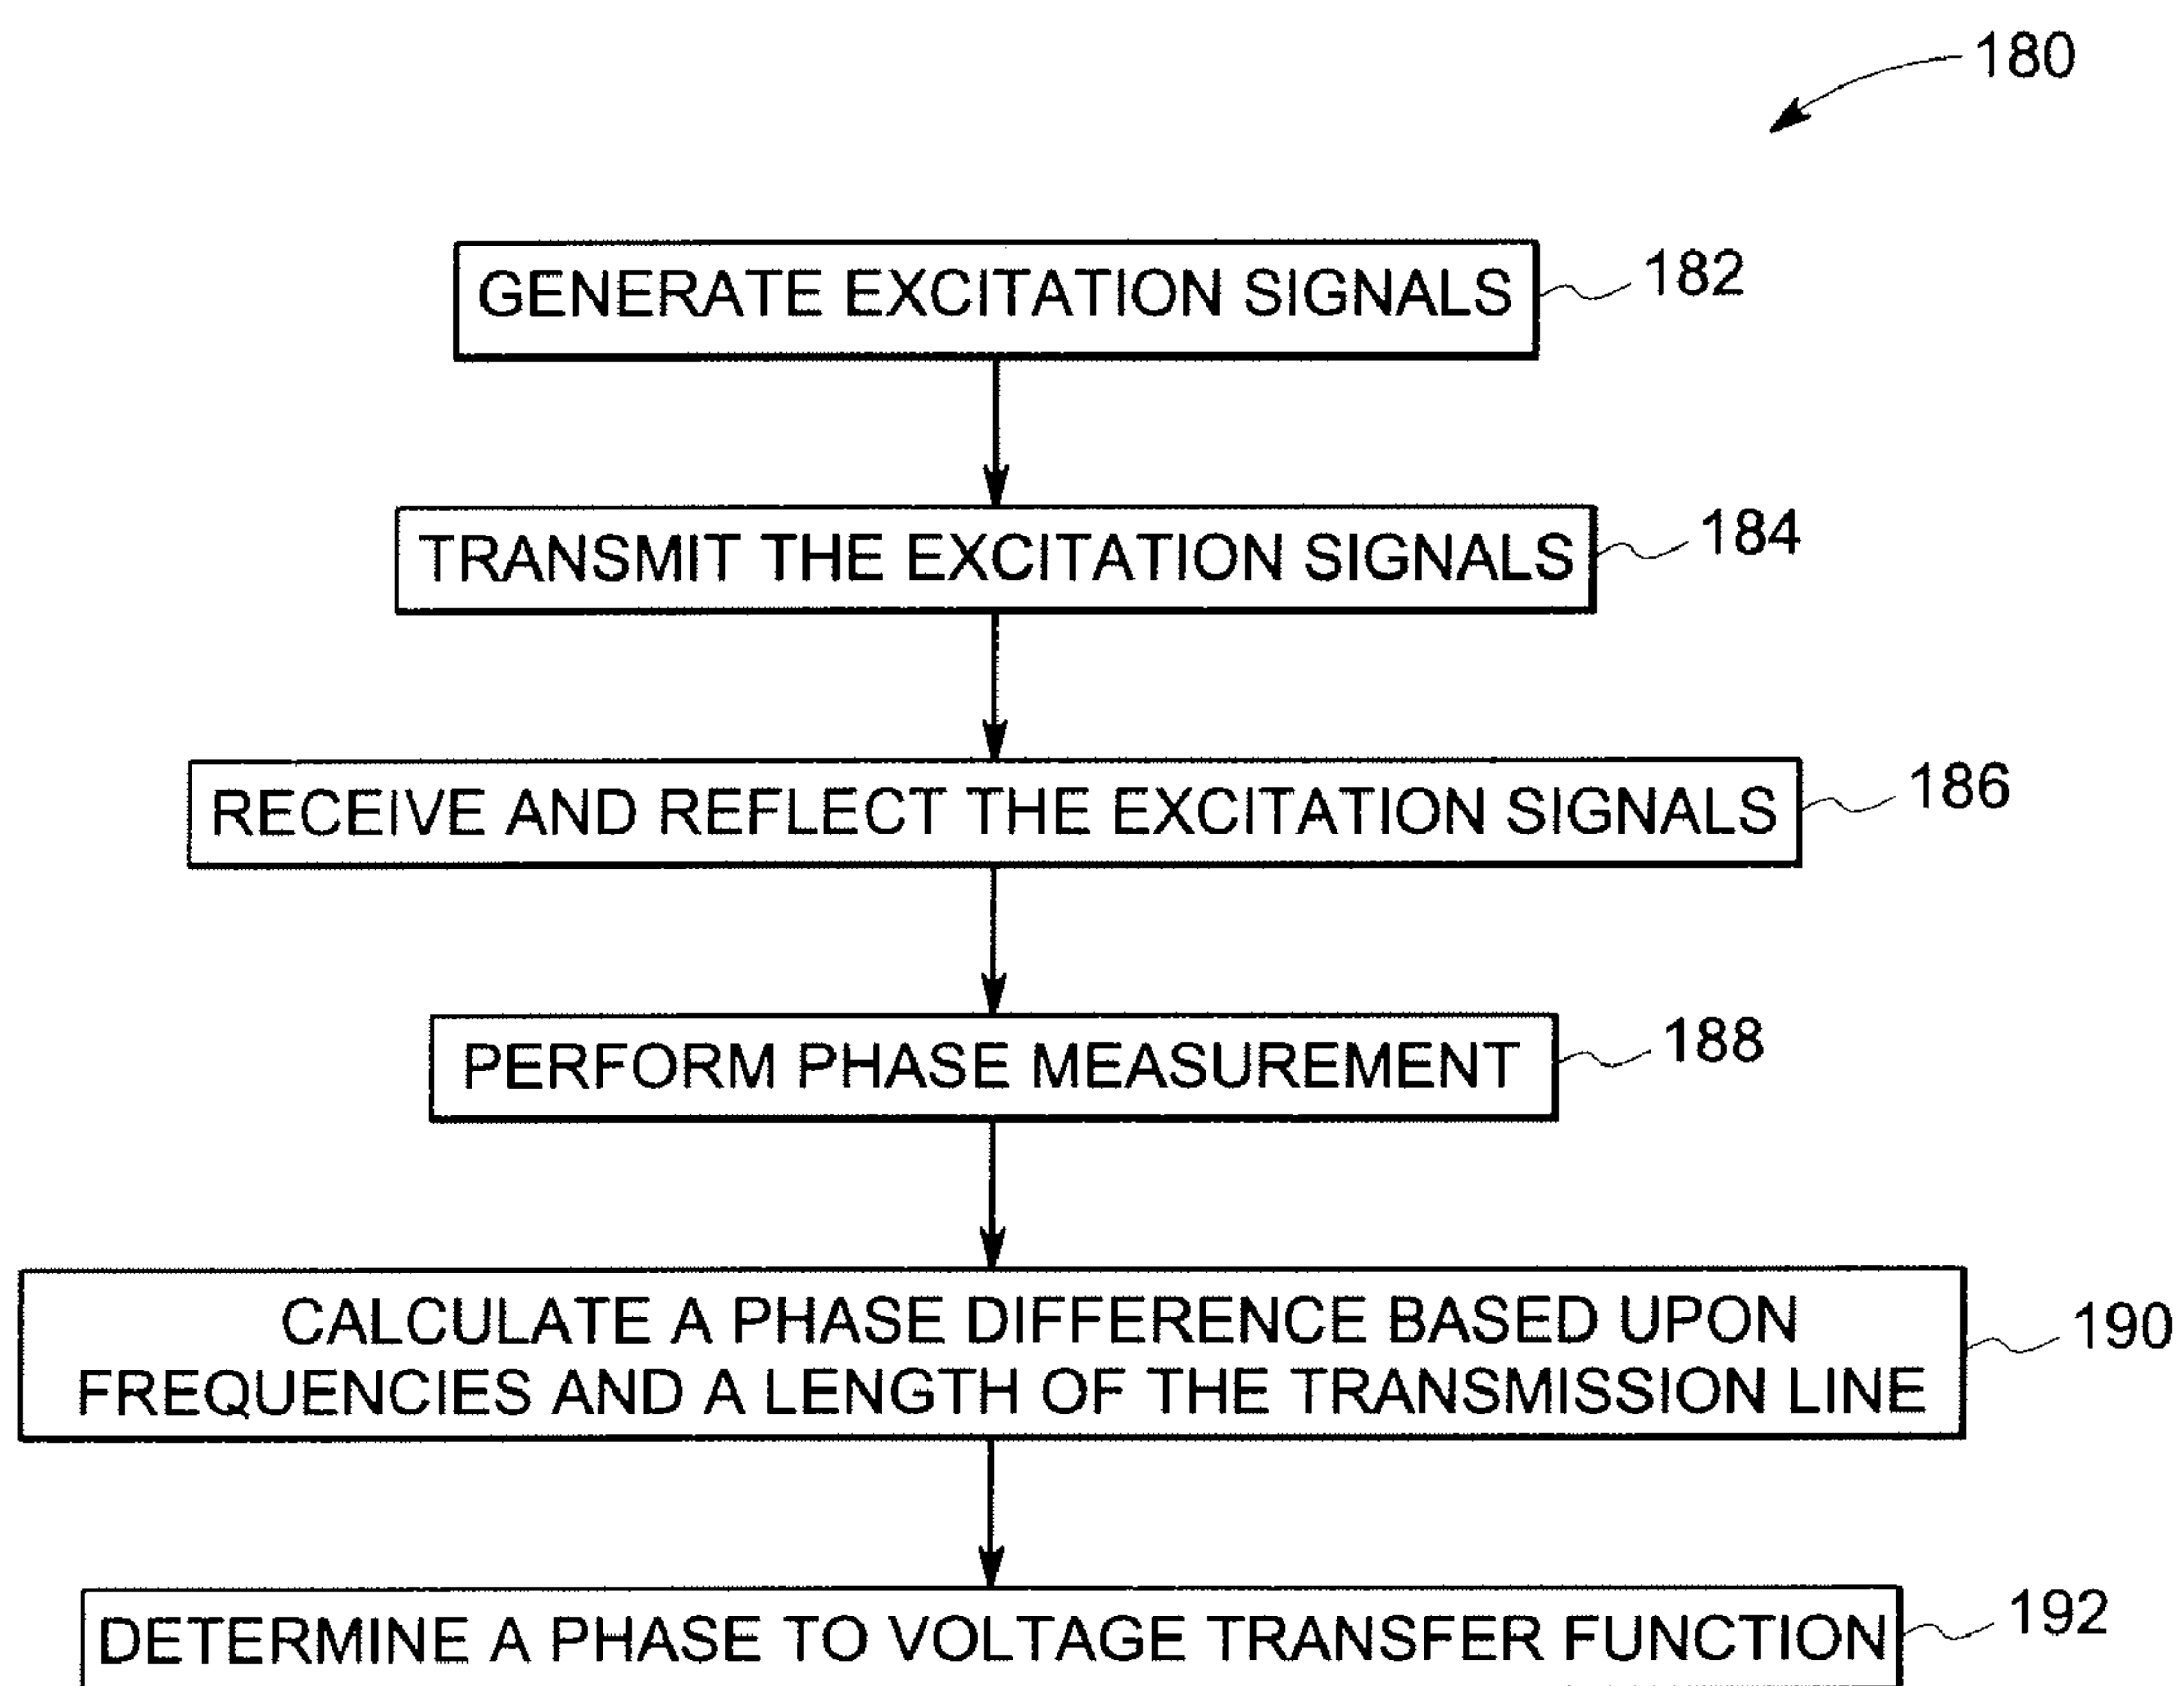 180
GENERATE EXCITATION SIGNALS
182
TRANSMIT THE EXCITATION SIGNALS
184
RECEIVE AND REFLECT THE EXCITATION SIGNALS
186
PERFORM PHASE MEASUREMENT
188
CALCULATE A PHASE DIFFERENCE BASED UPON
FREQUENCIES AND A LENGTH OF THE TRANSMISSION LINE
190
DETERMINE A PHASE TO VOLTAGE TRANSFER FUNCTION
192